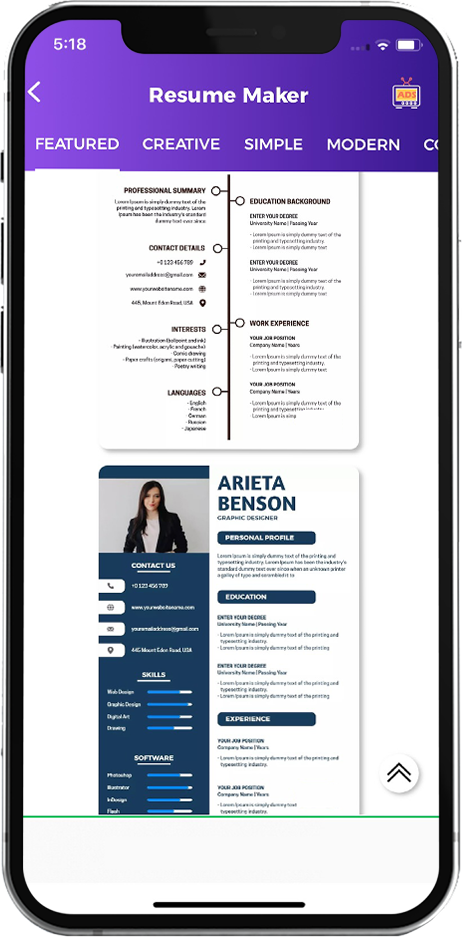 5:18
Resume Maker
ADS
FEATURED CREATIVE SIMPLE MODERN CO
PROFESSIONAL SUMMARY
Lorem Ipsum is simply dummy text of the
printing and typesetting industry. Lorem
Ipsum has been the industry's standard
dummy text.
CONTACT DETAILS
+0 123 456 789
youremailaddress@gmail.com
www.yourwebsitename.com
445, Mount Eden Road, USA
INTERESTS
- Illustration (ballpoint and ink)
- Painting (watercolor, acrylic and gouache)
Comic drawing
- Paper crafts (origami, paper cutting)
- Poetry writing
LANGUAGES
- English
- French
German
- Russian
- Japanese
EDUCATION BACKGROUND
ENTER YOUR DEGREE
University Name | Passing Year
- Lorem Ipsum is simply dummy text of the
printing and typesetting industry.
- Lorem Ipsum is simply dummy text
ENTER YOUR DEGREE
University Name | Passing Year
- Lorem Ipsum is simply dummy text of the
printing and typesetting industry.
- Lorem Ipsum is simply dummy text
WORK EXPERIENCE
YOUR JOB POSITION
Company Name | Years
- Lorem Ipsum is simply dummy text of the
printing and typesetting industry.
- Lorem Ipsum is simply dummy text
YOUR JOB POSITION
Company Name | Years
- Lorem Ipsum is simply dummy text of the
printing and typesetting industry.
- Lorem Ipsum is simp
ARIETA
BENSON
GRAPHIC DESIGNER
CONTACT US
+0 123 456 789
www.yourwebsitename.com
youremailaddress@gmail.com
445 Mount Eden Road, USA
SKILLS
Web Design
Graphic Design
Digital Art
Drawing
SOFTWARE
Photoshop
Illustrator
InDesign
Flash
PERSONAL PROFILE
Lorem Ipsum is simply dummy text of the printing and
typesetting industry. Lorem Ipsum has been the industry's
standard dummy text ever since when an unknown printer
a galley of type and scrambled it to
EDUCATION
ENTER YOUR DEGREE
University Name | Passing Year
- Lorem Ipsum is simply dummy text of the printing and
typesetting industry.
- Lorem Ipsum is simply dummy text of the printing
ENTER YOUR DEGREE
University Name | Passing Year
- Lorem Ipsum is simply dummy text of the printing and
typesetting industry.
- Lorem Ipsum is simply dummy text of the printing
EXPERIENCE
YOUR JOB POSITION
Company Name | Years
- Lorem Ipsum is simply dummy text of the printing and
typesetting industry.
YOUR JOB POSITION
Company Name | Years
- Lorem Ipsum is simply dummy text of the printing and